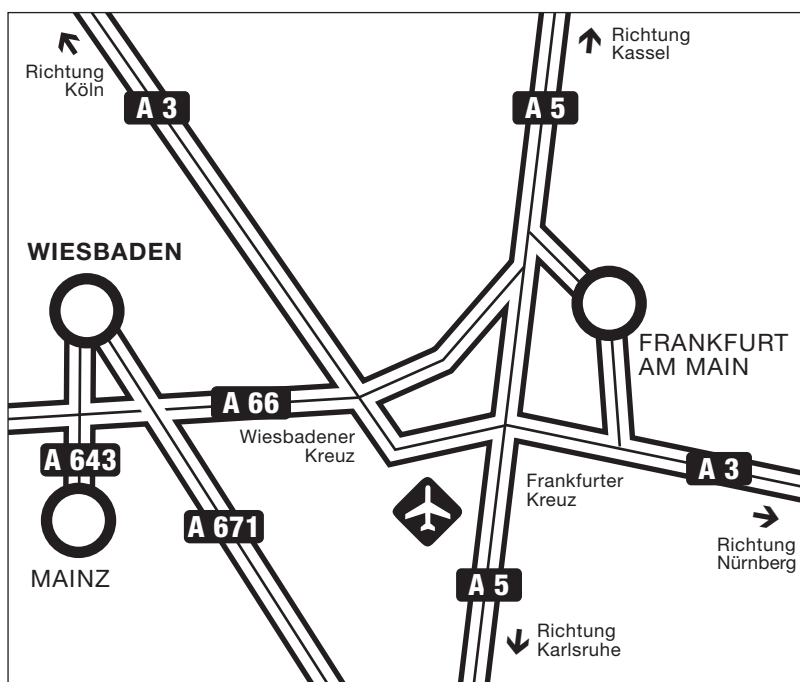 Richtung
Kassel
Richtung
Köln
A 3
A 5
WIESBADEN
FRANKFURT
AM MAIN
A 66
Wiesbadener
Kreuz
A 643
A 3
Frankfurter
Kreuz
A 671
Richtung
Nürnberg
MAINZ
A 5
Richtung
Karlsruhe